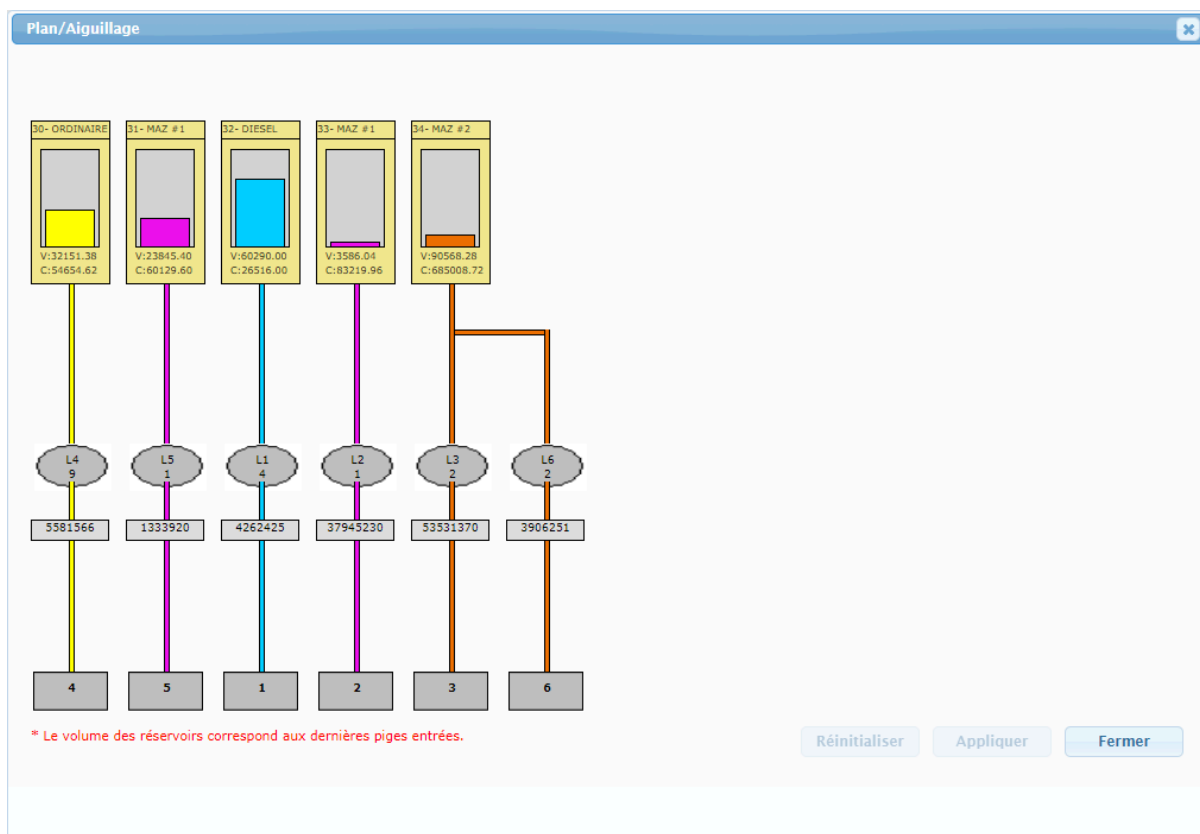 Plan/Aiguillage
30- ORDINAIRE
31- MAZ #1
32- DIESEL
33- MAZ #1
34- MAZ #2
V:32151.38
C:54654.62
V:23845.40
C:60129.60
V:60290.00
C:26516.00
V:3586.04
C:83219.96
V:90568.28
C:685008.72
L4
9
L5
1
L1
4
L2
1
L3
2
L6
2
5581566
1333920
4262425
37945230
53531370
3906251
4
5
1
2
3
6
* Le volume des réservoirs correspond aux dernières piges entrées.
Réinitialiser
Appliquer
Fermer